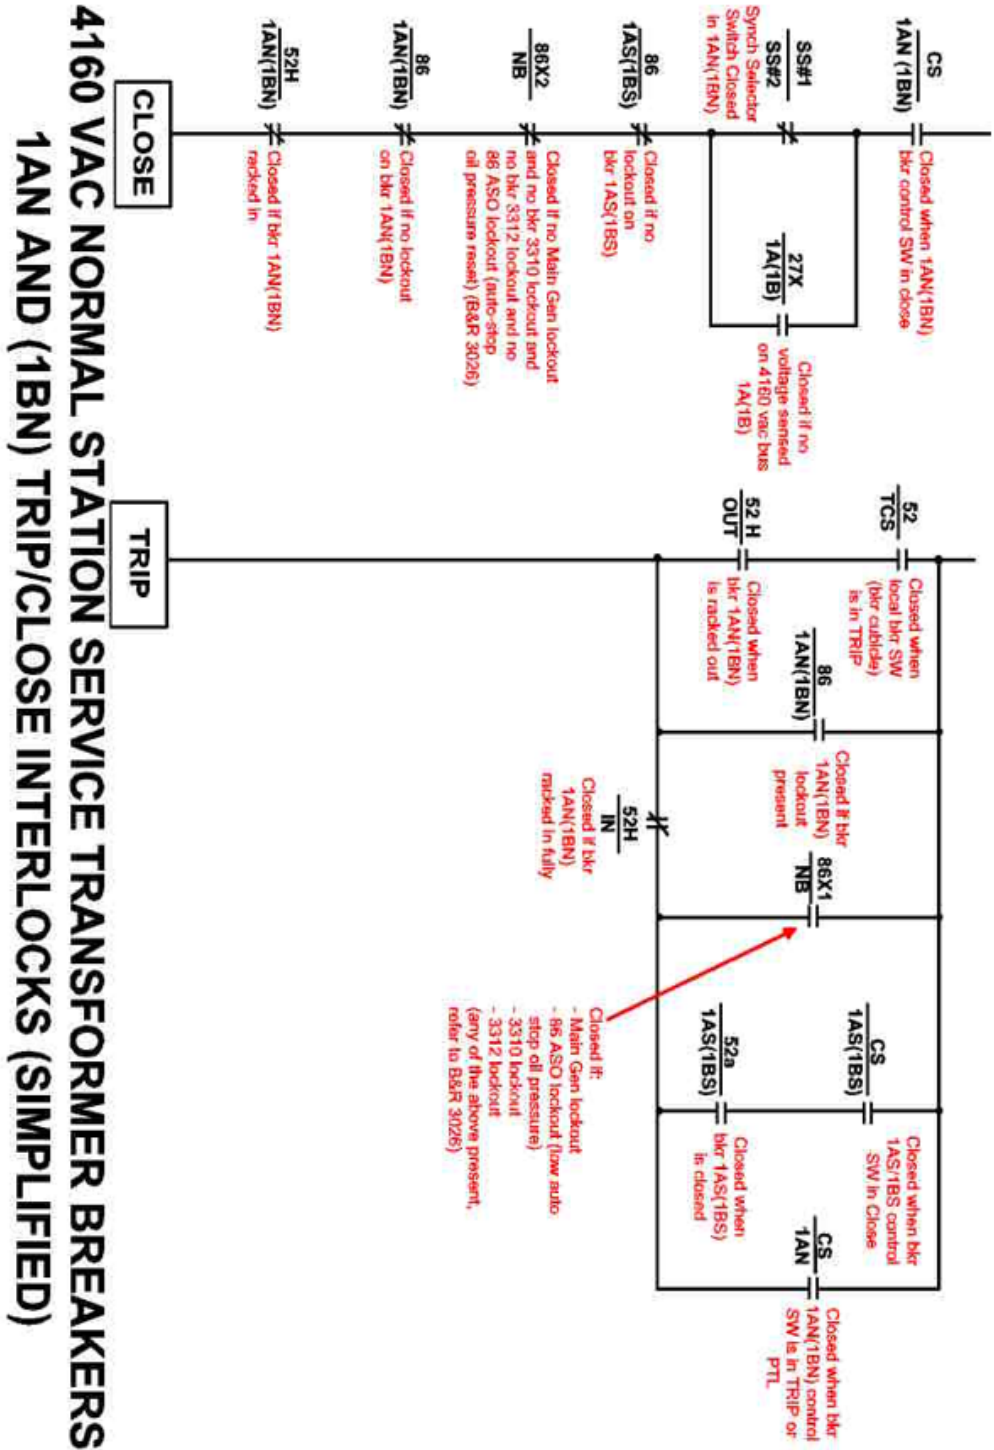 CS
1AN (1BN)
Closed when 1AN(1BN)
bkr control SW in close
SS#1
SS#2
Synch Selector
Switch Closed
in 1AN(1BN)
27X
1A(1B)
Closed if no
voltage sensed
on 4160 vac bus
1A(1B)
86
1AS(1BS)
Closed if no
lockout on
bkr 1AS(1BS)
86X2
NB
Closed if no Main Gen lockout
and no bkr 3310 lockout and
no bkr 3312 lockout and no
86 ASO lockout (auto-stop
oil pressure reset) (B&R 3026)
86
1AN(1BN)
Closed if no lockout
on bkr 1AN(1BN)
52H
1AN(1BN)
Closed if bkr 1AN(1BN)
racked in
CLOSE
52
TCS
Closed when
local bkr SW
(bkr cubicle)
is in TRIP
52 H
OUT
Closed when
bkr 1AN(1BN)
is racked out
86
1AN(1BN)
Closed if bkr
1AN(1BN)
lockout
present
52H
IN
Closed if bkr
1AN(1BN)
racked in fully
86X1
NB
Closed if:
- Main Gen lockout
- 86 ASO lockout (low auto
stop oil pressure)
- 3310 lockout
- 3312 lockout
(any of the above present,
refer to B&R 3026)
CS
1AS(1BS)
Closed when bkr
1AS/1BS control
SW in Close
52a
1AS(1BS)
Closed when
bkr 1AS(1BS)
is closed
CS
1AN
Closed when bkr
1AN(1BN) control
SW is in TRIP or
PTL
TRIP
4160 VAC NORMAL STATION SERVICE TRANSFORMER BREAKERS
1AN AND (1BN) TRIP/CLOSE INTERLOCKS (SIMPLIFIED)